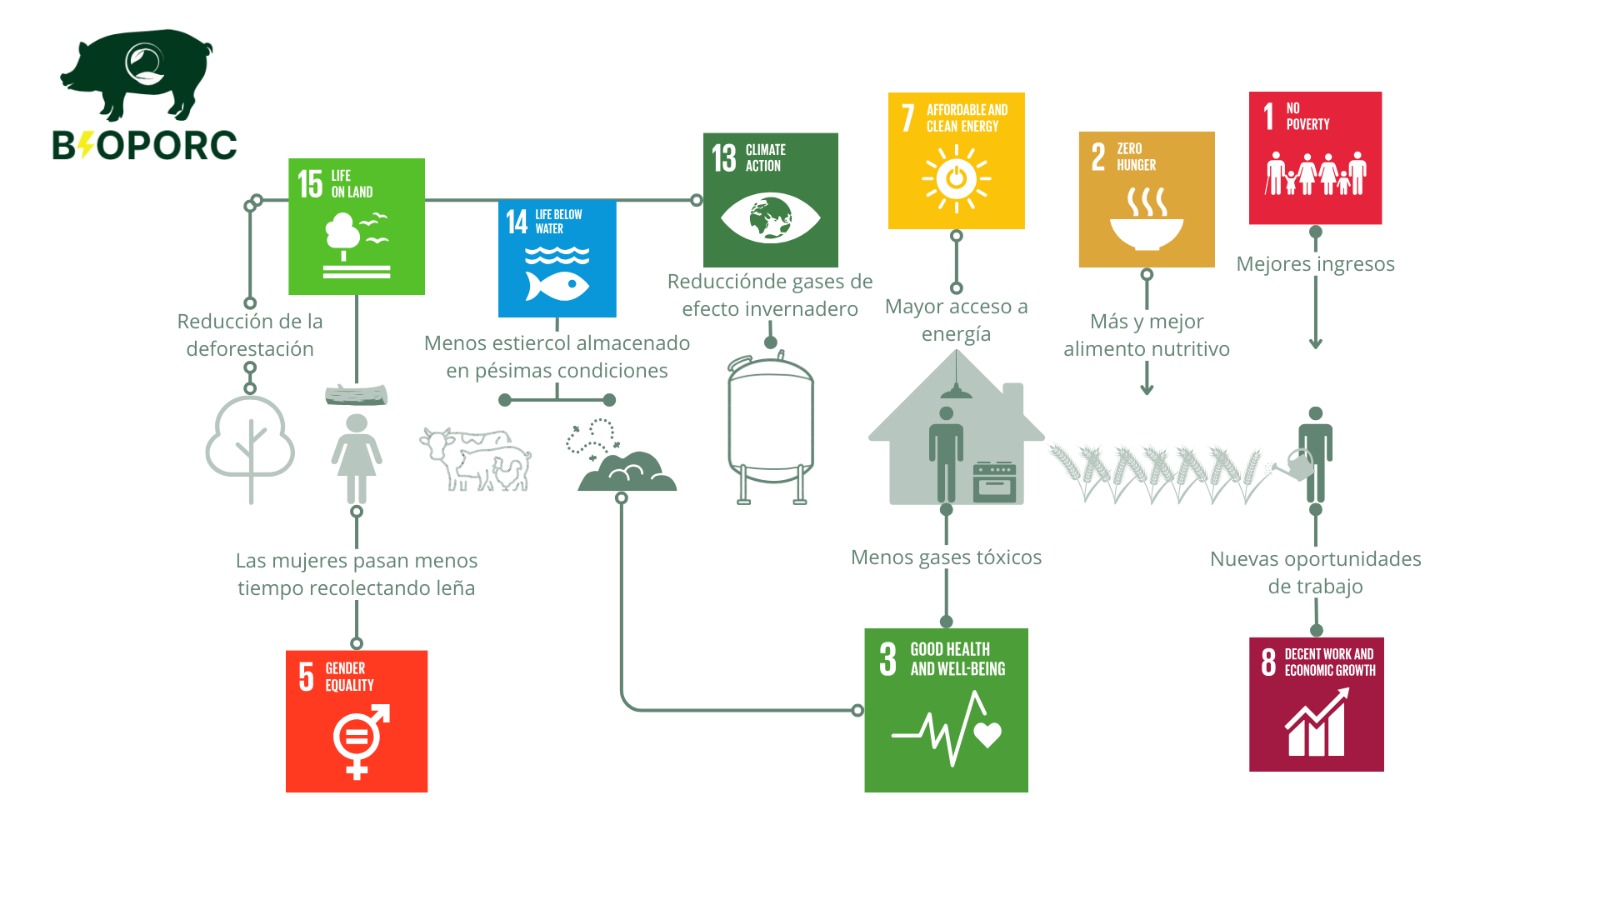 BIOPORC
15 LIFE
ON LAND
14 LIFE BELOW
WATER
13 CLIMATE
ACTION
7 AFFORDABLE AND
CLEAN ENERGY
2 ZERO
HUNGER
1 NO
POVERTY
Reducción de la
deforestación
Menos estiercol almacenado
en pésimas condiciones
Reducciónde gases de
efecto invernadero
Mayor acceso a
energía
Más y mejor
alimento nutritivo
Mejores ingresos
Las mujeres pasan menos
tiempo recolectando leña
Menos gases tóxicos
Nuevas oportunidades
de trabajo
5 GENDER
EQUALITY
3 GOOD HEALTH
AND WELL-BEING
8 DECENT WORK AND
ECONOMIC GROWTH